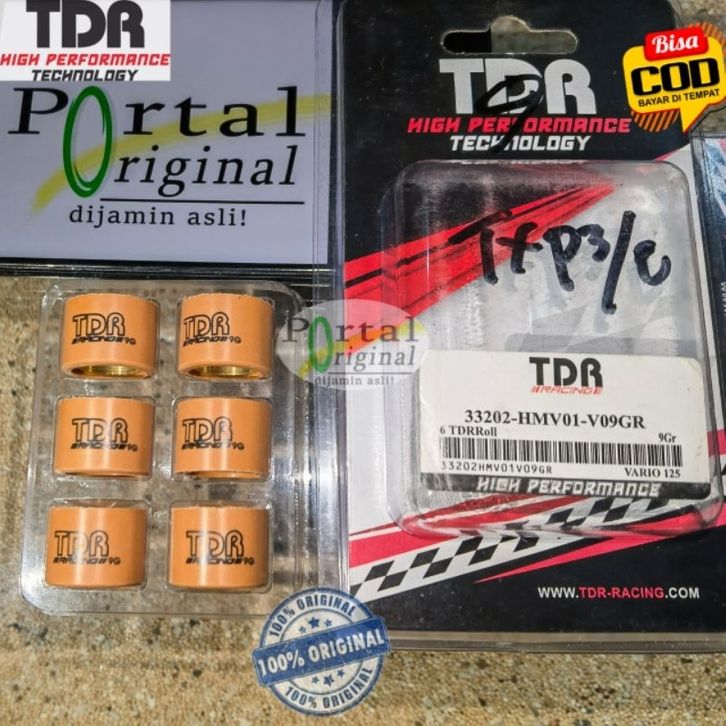 TDR
HIGH PERFORMANCE
TECHNOLOGY
Portal
Original
dijamin asli!
TDR
HIGH PERFORMANCE
TECHNOLOGY
Bisa
COD
BAYAR DI TEMPAT
TDR
RACING 9G
TDR
RACING 9G
TDR
RACING 9G
TDR
RACING 9G
TDR
RACING 9G
TDR
RACING 9G
Portal
Original
dijamin asli!
TDR
RACING
33202-HMV01-V09GR
6 TDRRoll 9Gr
33202HMV01V09GR
VARIO 125
HIGH PERFORMANCE
WWW.TDR-RACING.COM
100% ORIGINAL
100% ORIGINAL
100% ORIGINAL